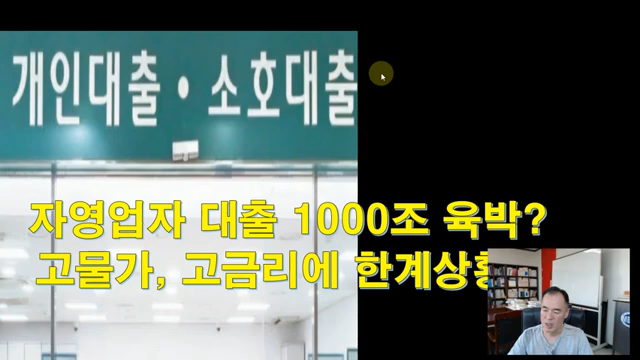 개인대출 · 소호대출
자영업자 대출 1000조 육박?
고물가, 고금리에 한계상황